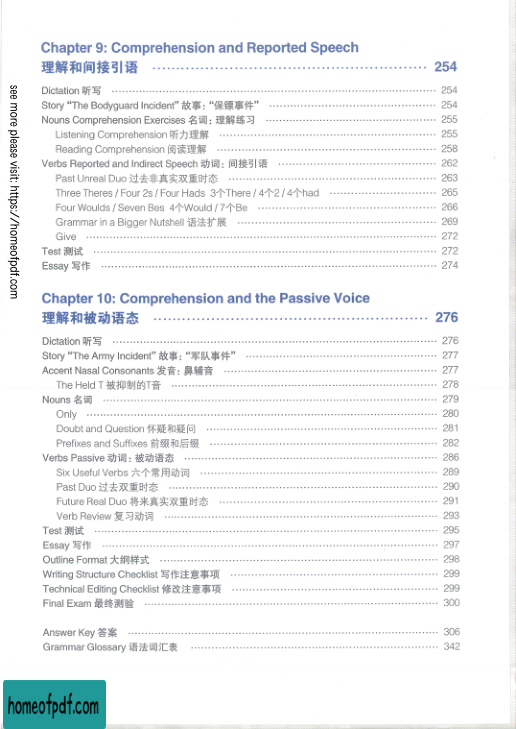 Chapter 9: Comprehension and Reported Speech
理解和间接引语 ………………………………………………… 254
Dictation 听写 ………………………………………………… 254
Story "The Bodyguard Incident" 故事:“保镖事件” ………………………………………………… 254
Nouns Comprehension Exercises 名词:理解练习 ………………………………………………… 255
Listening Comprehension 听力理解 ………………………………………………… 255
Reading Comprehension 阅读理解 ………………………………………………… 258
Verbs Reported and Indirect Speech 动词:间接引语 ………………………………………………… 262
Past Unreal Duo 过去非真实双重时态 ………………………………………………… 263
Three Theres / Four 2s / Four Hads 3个There / 4个2 / 4个had ………………………………………………… 265
Four Woulds / Seven Bes 4个Would / 7个Be ………………………………………………… 266
Grammar in a Bigger Nutshell 语法扩展 ………………………………………………… 269
Give ………………………………………………… 272
Test 测试 ………………………………………………… 272
Essay 写作 ………………………………………………… 274
Chapter 10: Comprehension and the Passive Voice
理解和被动语态 ………………………………………………… 276
Dictation 听写 ………………………………………………… 276
Story "The Army Incident" 故事:“军队事件” ………………………………………………… 277
Accent Nasal Consonants 发音:鼻辅音 ………………………………………………… 277
The Held T 被抑制的T音 ………………………………………………… 278
Nouns 名词 ………………………………………………… 279
Only ………………………………………………… 280
Doubt and Question 怀疑和疑问 ………………………………………………… 281
Prefixes and Suffixes 前缀和后缀 ………………………………………………… 282
Verbs Passive 动词:被动语态 ………………………………………………… 286
Six Useful Verbs 六个常用动词 ………………………………………………… 289
Past Duo 过去双重时态 ………………………………………………… 290
Future Real Duo 将来真实双重时态 ………………………………………………… 291
Verb Review 复习动词 ………………………………………………… 293
Test 测试 ………………………………………………… 295
Essay 写作 ………………………………………………… 297
Outline Format 大纲样式 ………………………………………………… 298
Writing Structure Checklist 写作注意事项 ………………………………………………… 299
Technical Editing Checklist 修改注意事项 ………………………………………………… 299
Final Exam 最终测验 ………………………………………………… 300
Answer Key 答案 ………………………………………………… 306
Grammar Glossary 语法词汇表 ………………………………………………… 342
see more please visit: https://homeofpdf.com
homeofpdf.com